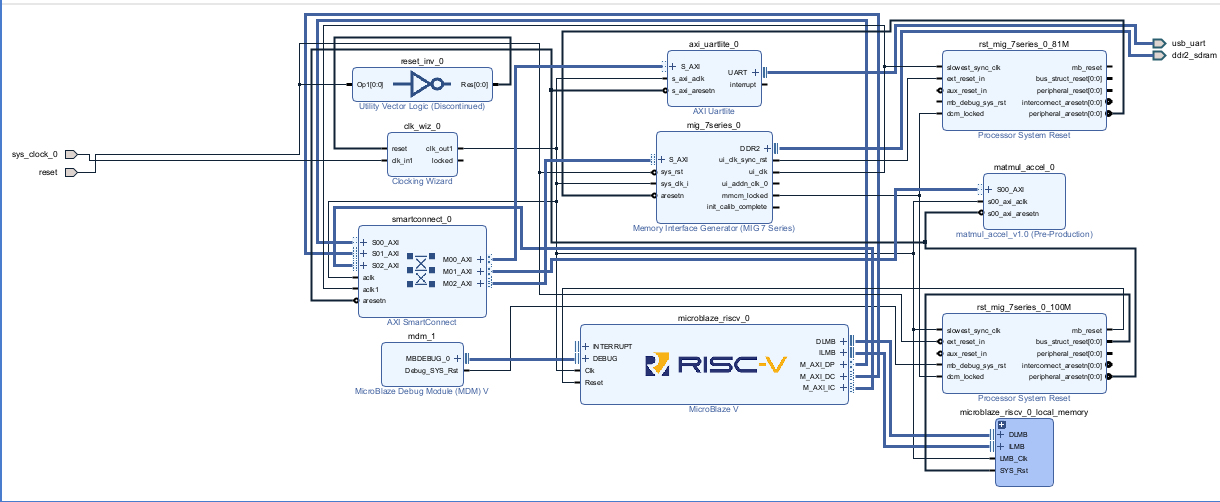 sys_clock_0
reset
reset_inv_0
Op1[0:0]
Res[0:0]
Utility Vector Logic (Discontinued)
clk_wiz_0
reset
clk_in1
clk_out1
locked
Clocking Wizard
smartconnect_0
S00_AXI
S01_AXI
S02_AXI
aclk
aclk1
aresetn
M00_AXI
M01_AXI
M02_AXI
AXI SmartConnect
mdm_1
MBDEBUG_0
Debug_SYS_Rst
MicroBlaze Debug Module (MDM) V
axi_uartlite_0
S_AXI
s_axi_aclk
s_axi_aresetn
UART
interrupt
AXI Uartlite
mig_7series_0
S_AXI
sys_rst
sys_clk_i
aresetn
DDR2
ui_clk_sync_rst
ui_clk
ui_addn_clk_0
mmcm_locked
init_calib_complete
Memory Interface Generator (MIG 7 Series)
microblaze_riscv_0
INTERRUPT
DEBUG
Clk
Reset
RISC-V
DLMB
ILMB
M_AXI_DP
M_AXI_DC
M_AXI_IC
MicroBlaze V
rst_mig_7series_0_81M
slowest_sync_clk
ext_reset_in
aux_reset_in
mb_debug_sys_rst
dcm_locked
mb_reset
bus_struct_reset[0:0]
peripheral_reset[0:0]
interconnect_aresetn[0:0]
peripheral_aresetn[0:0]
Processor System Reset
usb_uart
ddr2_sdram
matmul_accel_0
S00_AXI
s00_axi_aclk
s00_axi_aresetn
matmul_accel_v1.0 (Pre-Production)
rst_mig_7series_0_100M
slowest_sync_clk
ext_reset_in
aux_reset_in
mb_debug_sys_rst
dcm_locked
mb_reset
bus_struct_reset[0:0]
peripheral_reset[0:0]
interconnect_aresetn[0:0]
peripheral_aresetn[0:0]
Processor System Reset
microblaze_riscv_0_local_memory
DLMB
ILMB
LMB_Clk
SYS_Rst